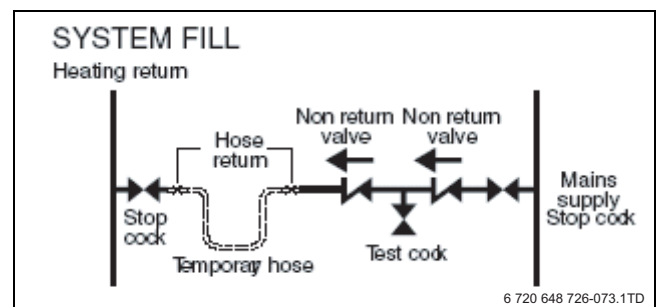 SYSTEM FILL
Heating return
Non return
valve
Non return
valve
Hose
return
Mains
supply
Stop cock
Stop
cock
Temporay hose
Test cock
6 720 648 726-073.1TD